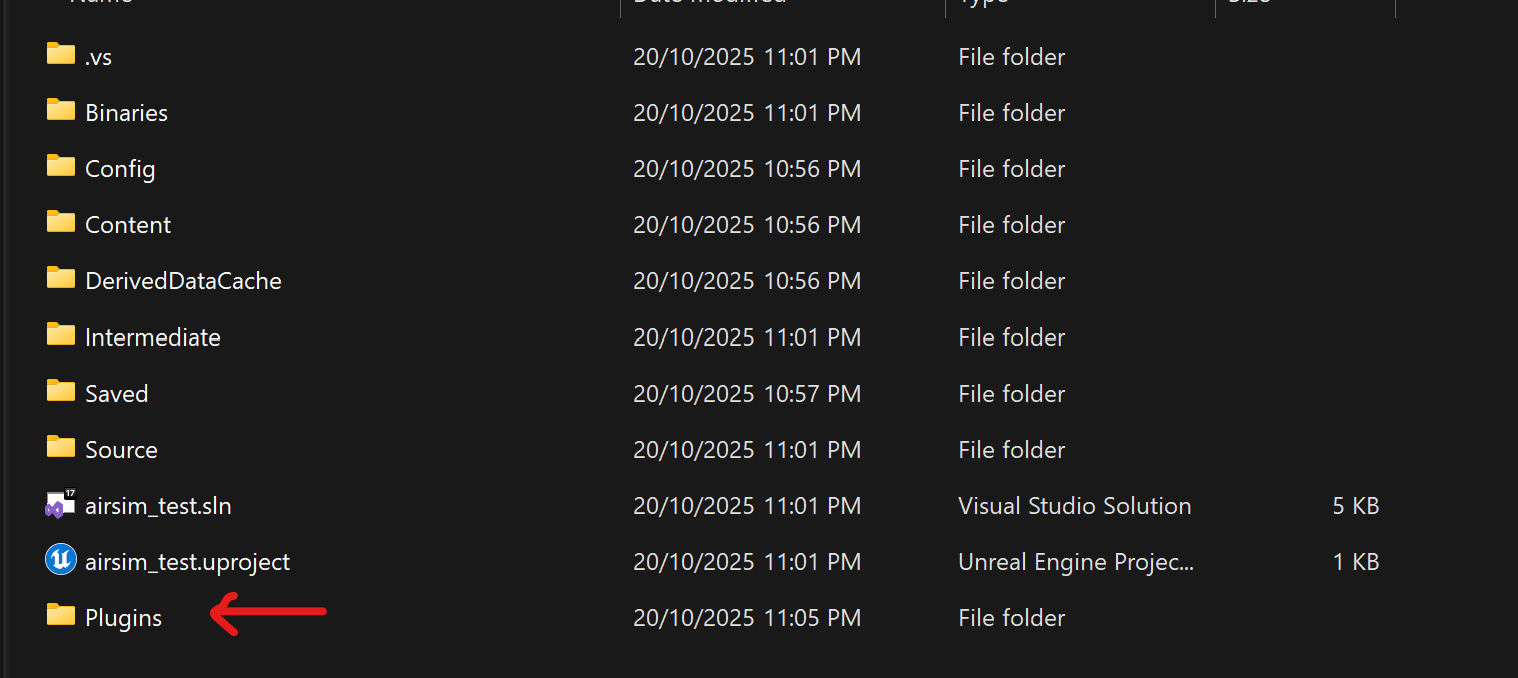 Name Date modified Type Size
.vs 20/10/2025 11:01 PM File folder
Binaries 20/10/2025 11:01 PM File folder
Config 20/10/2025 10:56 PM File folder
Content 20/10/2025 10:56 PM File folder
DerivedDataCache 20/10/2025 10:56 PM File folder
Intermediate 20/10/2025 11:01 PM File folder
Saved 20/10/2025 10:57 PM File folder
Source 20/10/2025 11:01 PM File folder
17 airsim_test.sln 20/10/2025 11:01 PM Visual Studio Solution 5 KB
airsim_test.uproject 20/10/2025 11:01 PM Unreal Engine Projec... 1 KB
Plugins 20/10/2025 11:05 PM File folder